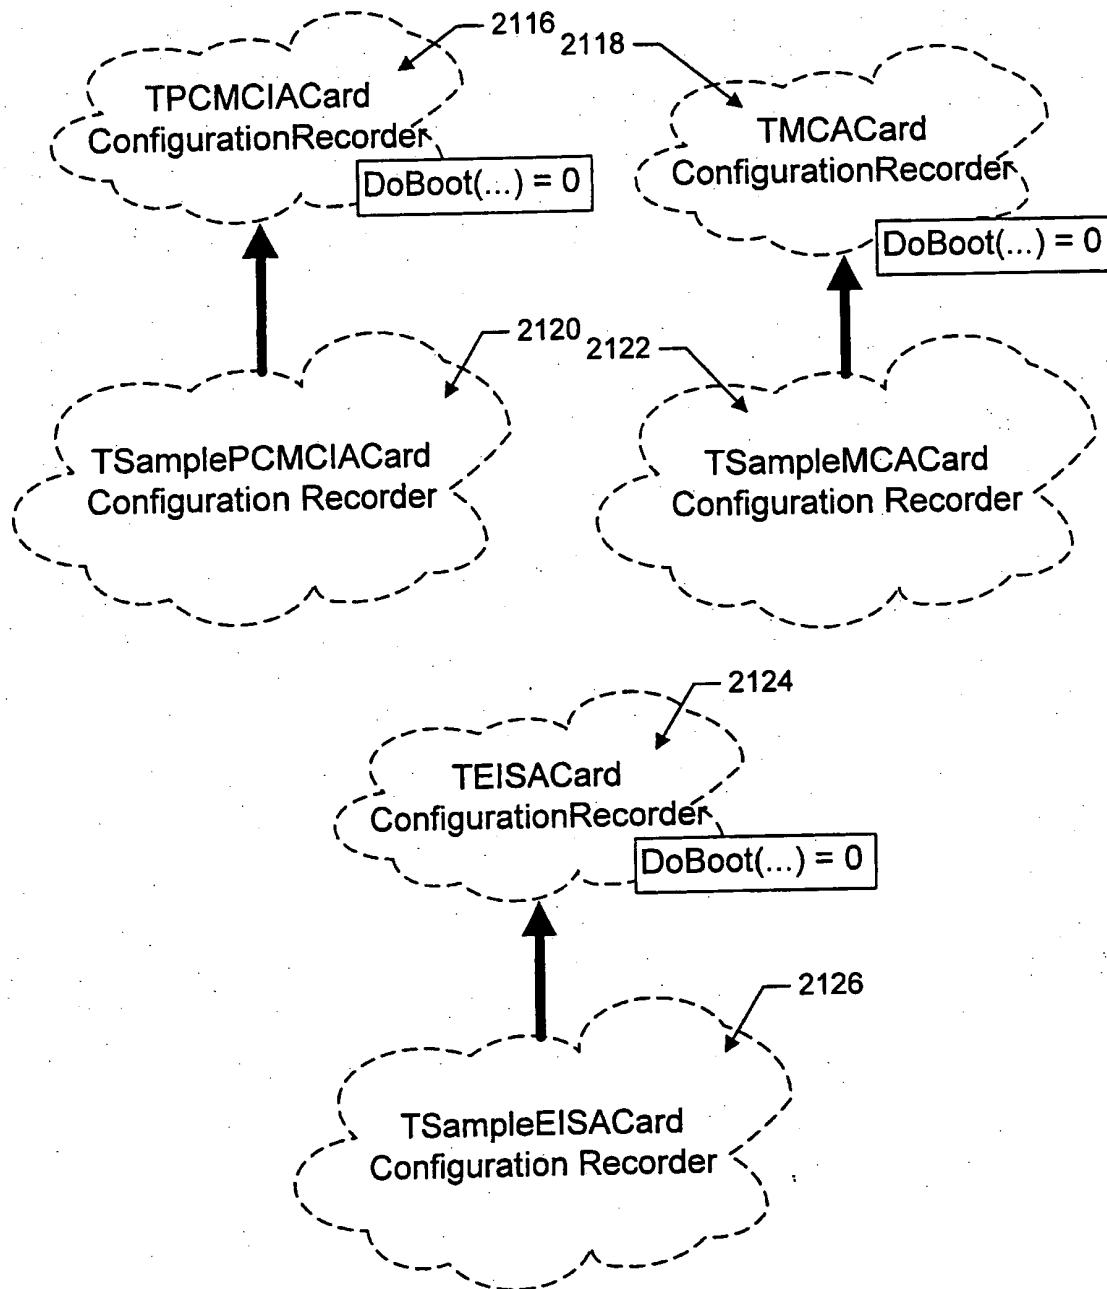 2116
2118
TPCMCIACard
ConfigurationRecorder
DoBoot(...) = 0
TMCACard
ConfigurationRecorder
DoBoot(...) = 0
2120
2122
TSamplePCMCIACard
Configuration Recorder
TSampleMCACard
Configuration Recorder
2124
TEISACard
ConfigurationRecorder
DoBoot(...) = 0
2126
TSampleEISACard
Configuration Recorder